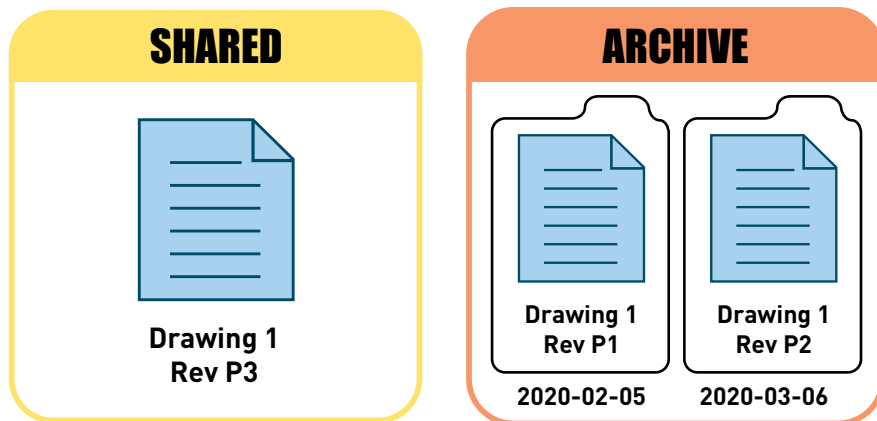 SHARED
Drawing 1
Rev P3
ARCHIVE
Drawing 1
Rev P1
2020-02-05
Drawing 1
Rev P2
2020-03-06